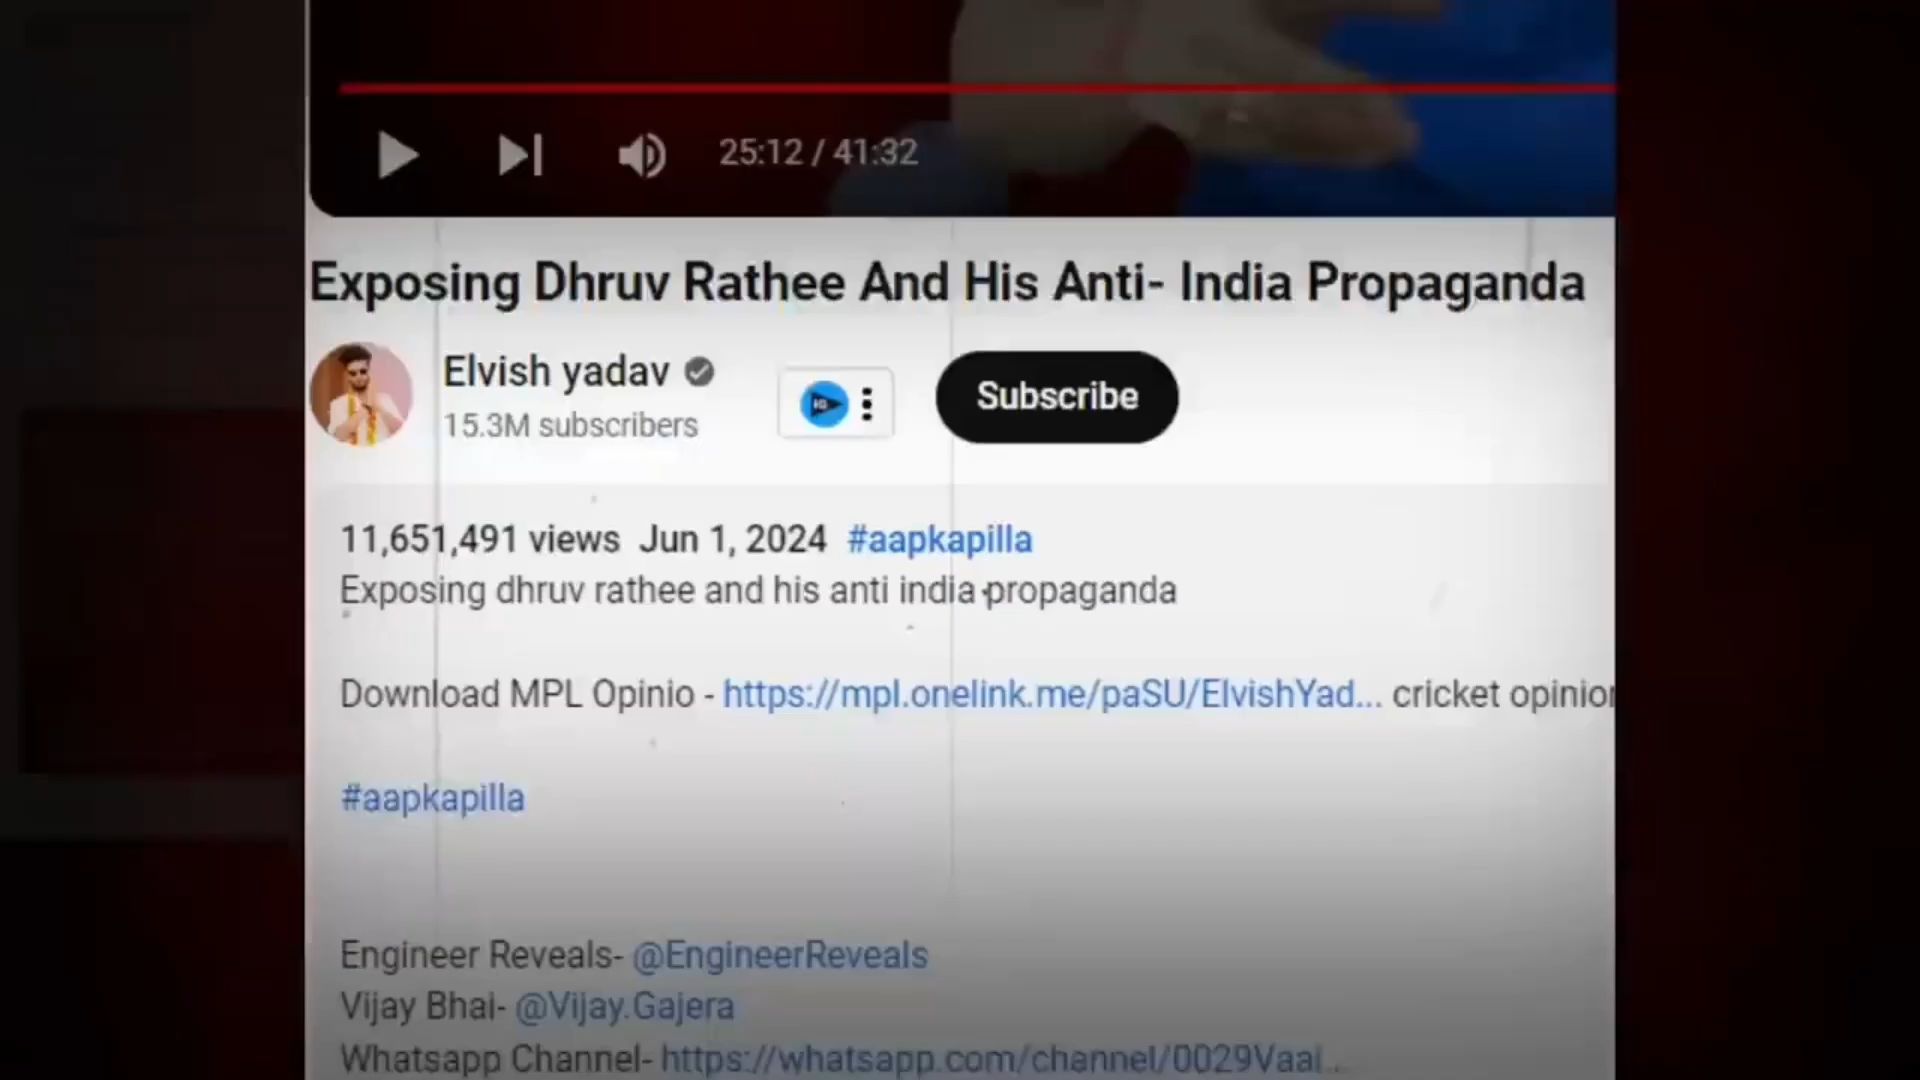 25:12 / 41:32
Exposing Dhruv Rathee And His Anti- India Propaganda
Elvish yadav
15.3M subscribers
Subscribe
11,651,491 views Jun 1, 2024 #aapkapilla
Exposing dhruv rathee and his anti india propaganda
Download MPL Opinio - https://mpl.onelink.me/paSU/ElvishYad... cricket opinion
#aapkapilla
Engineer Reveals- @EngineerReveals
Vijay Bhai- @Vijay.Gajera
Whatsapp Channel- https://whatsapp.com/channel/0029Vaal...